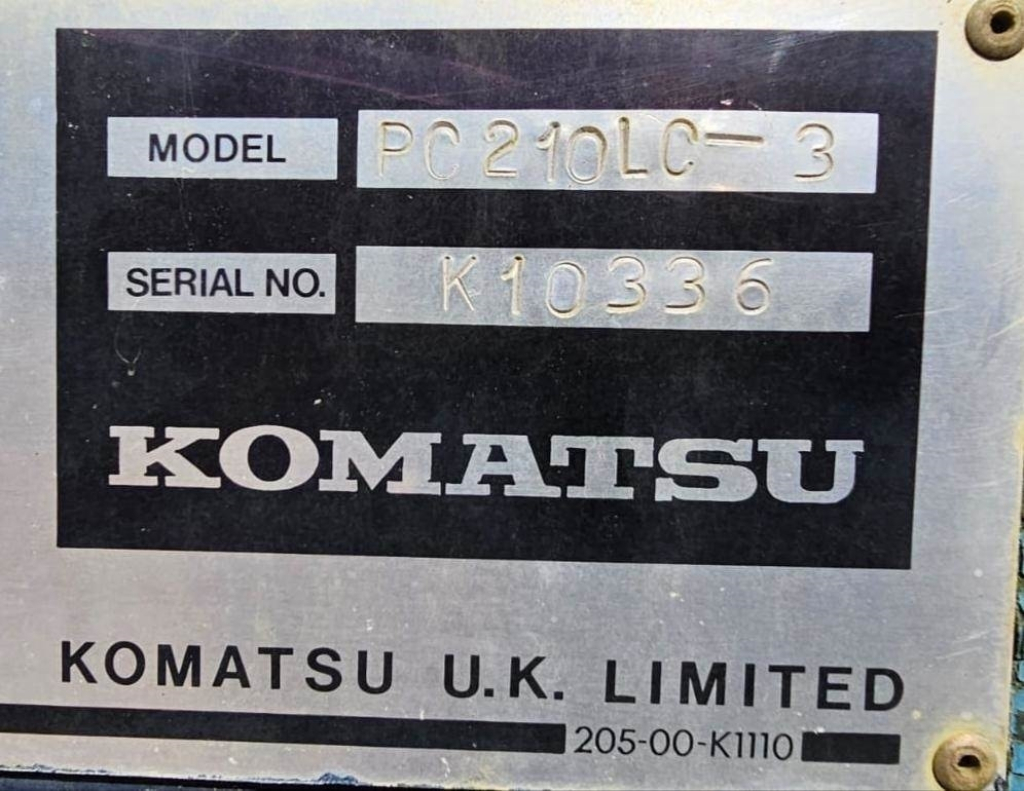 MODEL PC210LC-3
SERIAL NO. K10336
KOMATSU
KOMATSU U.K. LIMITED
205-00-K1110